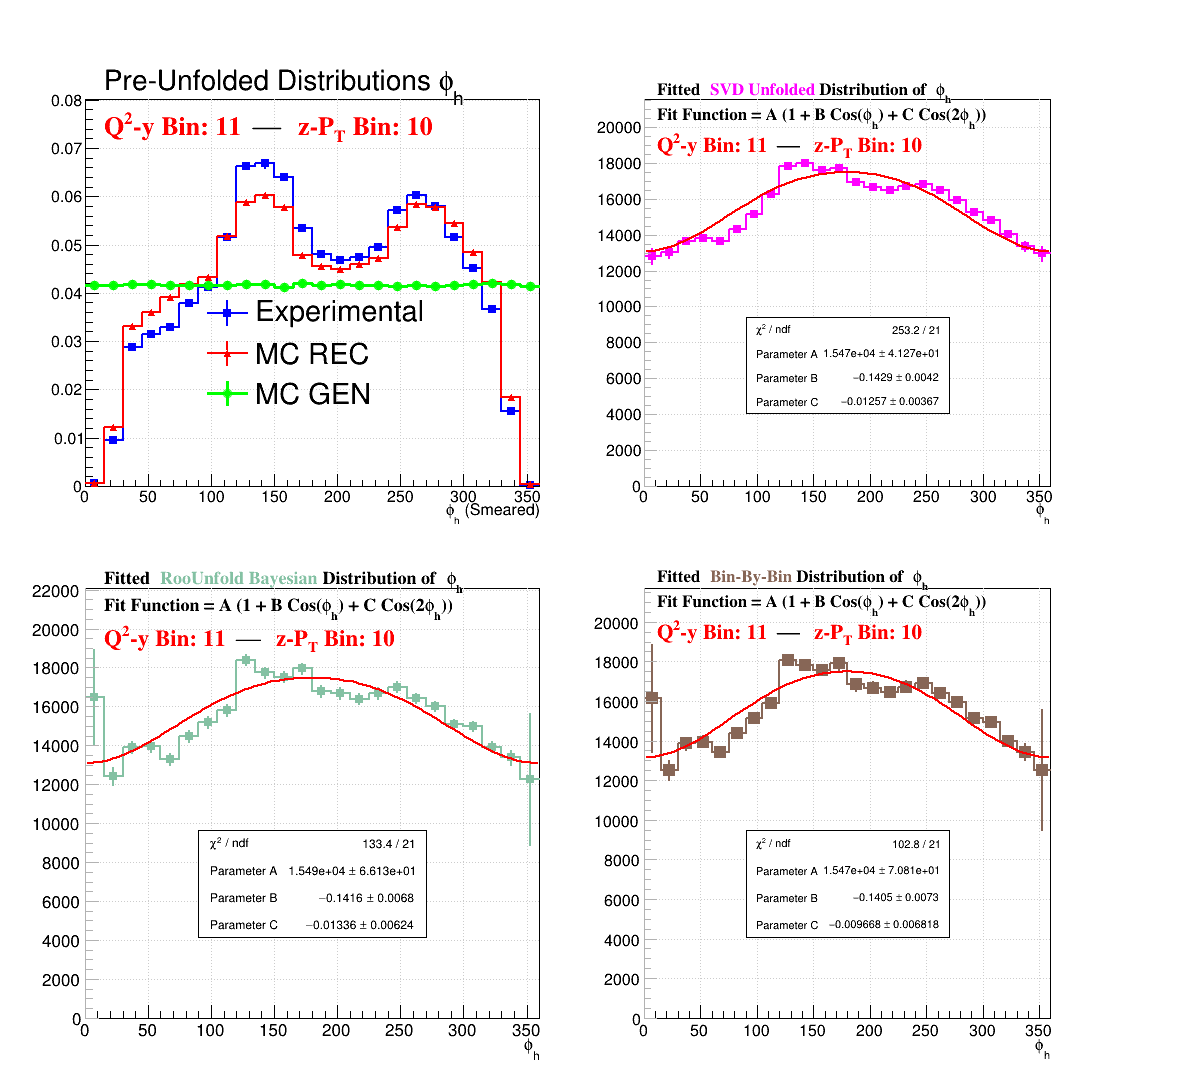 Pre-Unfolded Distributions ϕh
Q²-y Bin: 11 — z-PT Bin: 10
0.08
0.07
0.06
0.05
0.04
0.03
0.02
0.01
0
Experimental
MC REC
MC GEN
0 50 100 150 200 250 300 350
ϕh (Smeared)
Fitted SVD Unfolded Distribution of ϕh
Fit Function = A (1 + B Cos(ϕh) + C Cos(2ϕh))
Q²-y Bin: 11 — z-PT Bin: 10
20000
18000
16000
14000
12000
10000
8000
6000
4000
2000
0
χ² / ndf 253.2 / 21
Parameter A 1.547e+04 ± 4.127e+01
Parameter B −0.1429 ± 0.0042
Parameter C −0.01257 ± 0.00367
0 50 100 150 200 250 300 350
ϕh
Fitted RooUnfold Bayesian Distribution of ϕh
Fit Function = A (1 + B Cos(ϕh) + C Cos(2ϕh))
Q²-y Bin: 11 — z-PT Bin: 10
22000
20000
18000
16000
14000
12000
10000
8000
6000
4000
2000
0
χ² / ndf 133.4 / 21
Parameter A 1.549e+04 ± 6.613e+01
Parameter B −0.1416 ± 0.0068
Parameter C −0.01336 ± 0.00624
0 50 100 150 200 250 300 350
ϕh
Fitted Bin-By-Bin Distribution of ϕh
Fit Function = A (1 + B Cos(ϕh) + C Cos(2ϕh))
Q²-y Bin: 11 — z-PT Bin: 10
20000
18000
16000
14000
12000
10000
8000
6000
4000
2000
0
χ² / ndf 102.8 / 21
Parameter A 1.547e+04 ± 7.081e+01
Parameter B −0.1405 ± 0.0073
Parameter C −0.009668 ± 0.006818
0 50 100 150 200 250 300 350
ϕh